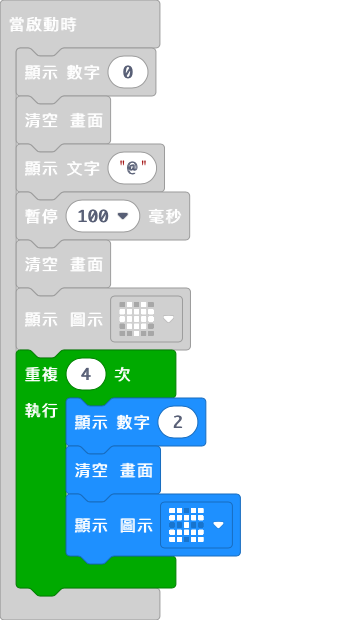 當啟動時
顯示 數字 0
清空 畫面
顯示 文字 "@"
暫停 100 毫秒
清空 畫面
顯示 圖示
重複 4 次
執行
顯示 數字 2
清空 畫面
顯示 圖示